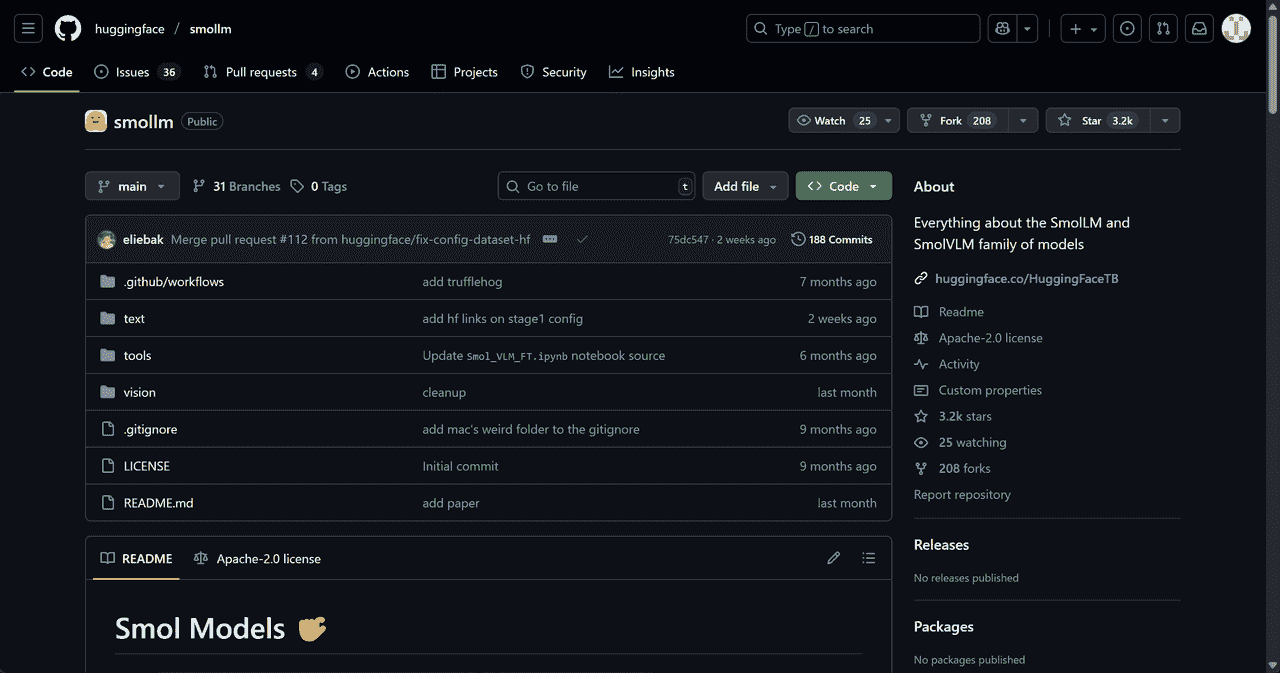 huggingface / smollm
Type / to search
Code
Issues 36
Pull requests 4
Actions
Projects
Security
Insights
smollm Public
Watch 25
Fork 208
Star 3.2k
main
31 Branches
0 Tags
Go to file t
Add file
Code
eliebak Merge pull request #112 from huggingface/fix-config-dataset-hf
75dc547 · 2 weeks ago
188 Commits
.github/workflows add trufflehog 7 months ago
text add hf links on stage1 config 2 weeks ago
tools Update Smol_VLM_FT.ipynb notebook source 6 months ago
vision cleanup last month
.gitignore add mac's weird folder to the gitignore 9 months ago
LICENSE Initial commit 9 months ago
README.md add paper last month
README
Apache-2.0 license
Smol Models
About
Everything about the SmolLM and
SmolVLM family of models
huggingface.co/HuggingFaceTB
Readme
Apache-2.0 license
Activity
Custom properties
3.2k stars
25 watching
208 forks
Report repository
Releases
No releases published
Packages
No packages published